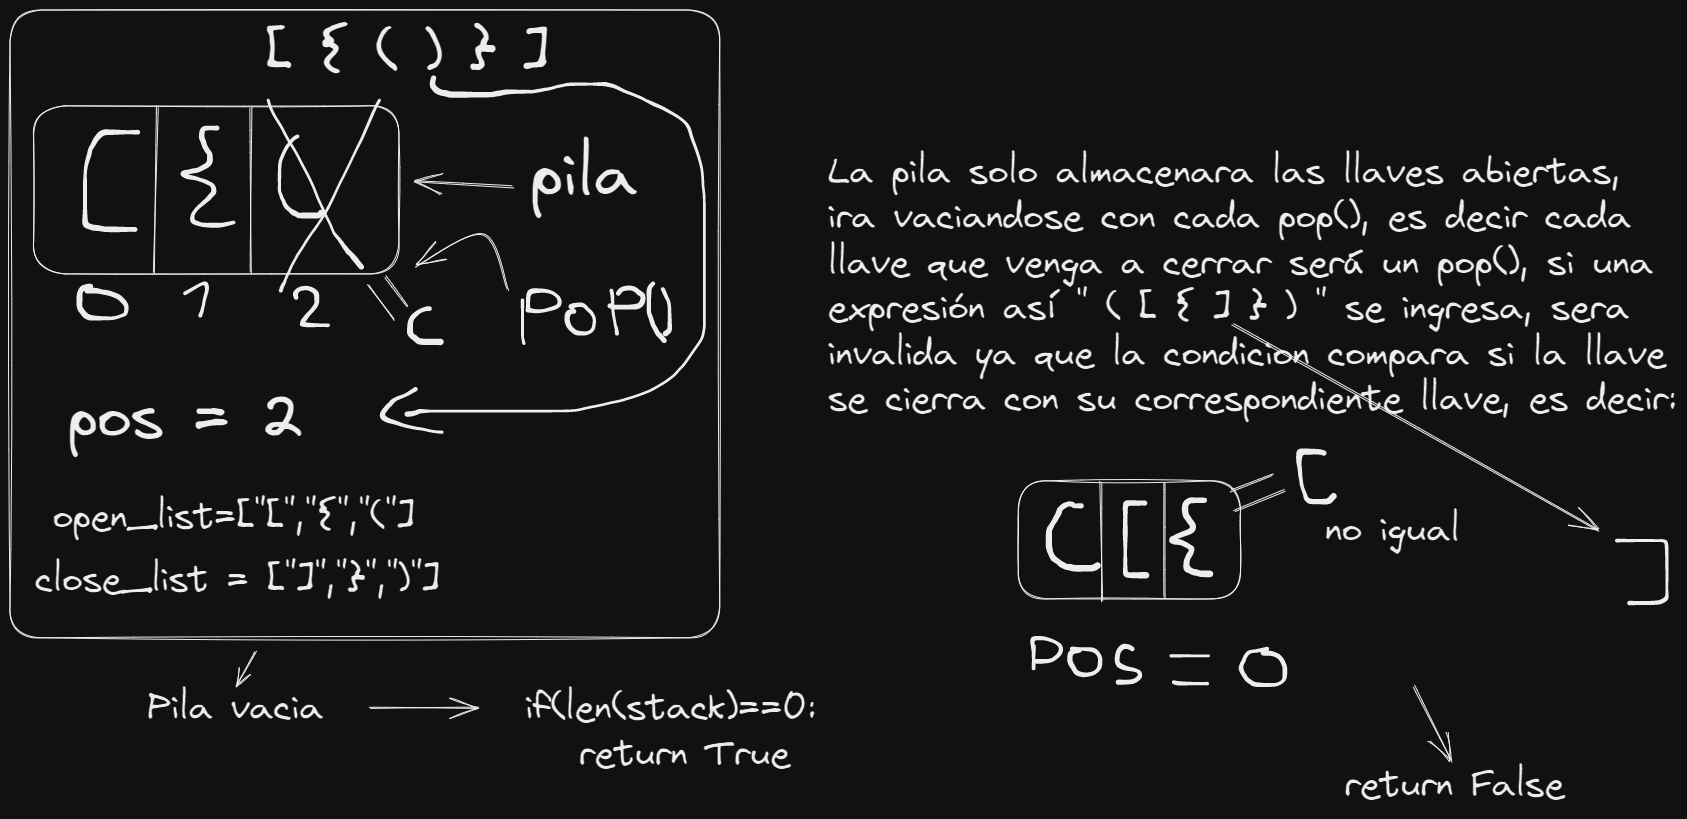 [ { ( ) } ]
[ { (
pila
0 1 2
(
POP()
pos = 2
open_list=["[","{","("]
close_list = ["]","}",")"]
Pila vacia
if(len(stack)==0:
return True
La pila solo almacenara las llaves abiertas,
ira vaciandose con cada pop(), es decir cada
llave que venga a cerrar será un pop(), si una
expresión así " ( [ { ] } ) " se ingresa, sera
invalida ya que la condicion compara si la llave
se cierra con su correspondiente llave, es decir:
( [ {
[
no igual
]
POS = 0
return False